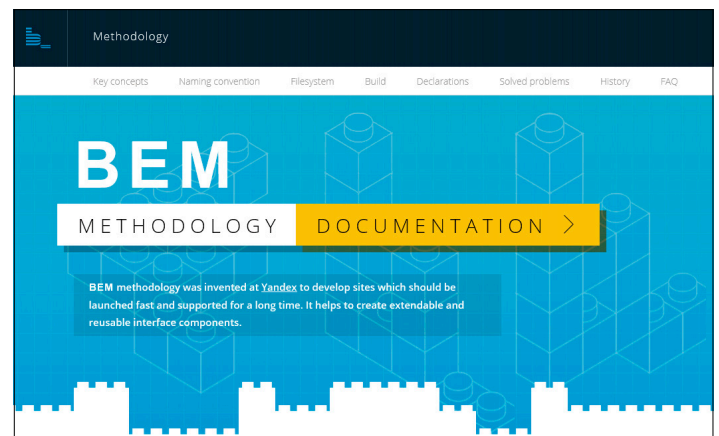 b_
Methodology
Key concepts Naming convention Filesystem Build Declarations Solved problems History FAQ
BEM
METHODOLOGY DOCUMENTATION >
BEM methodology was invented at Yandex to develop sites which should be
launched fast and supported for a long time. It helps to create extendable and
reusable interface components.